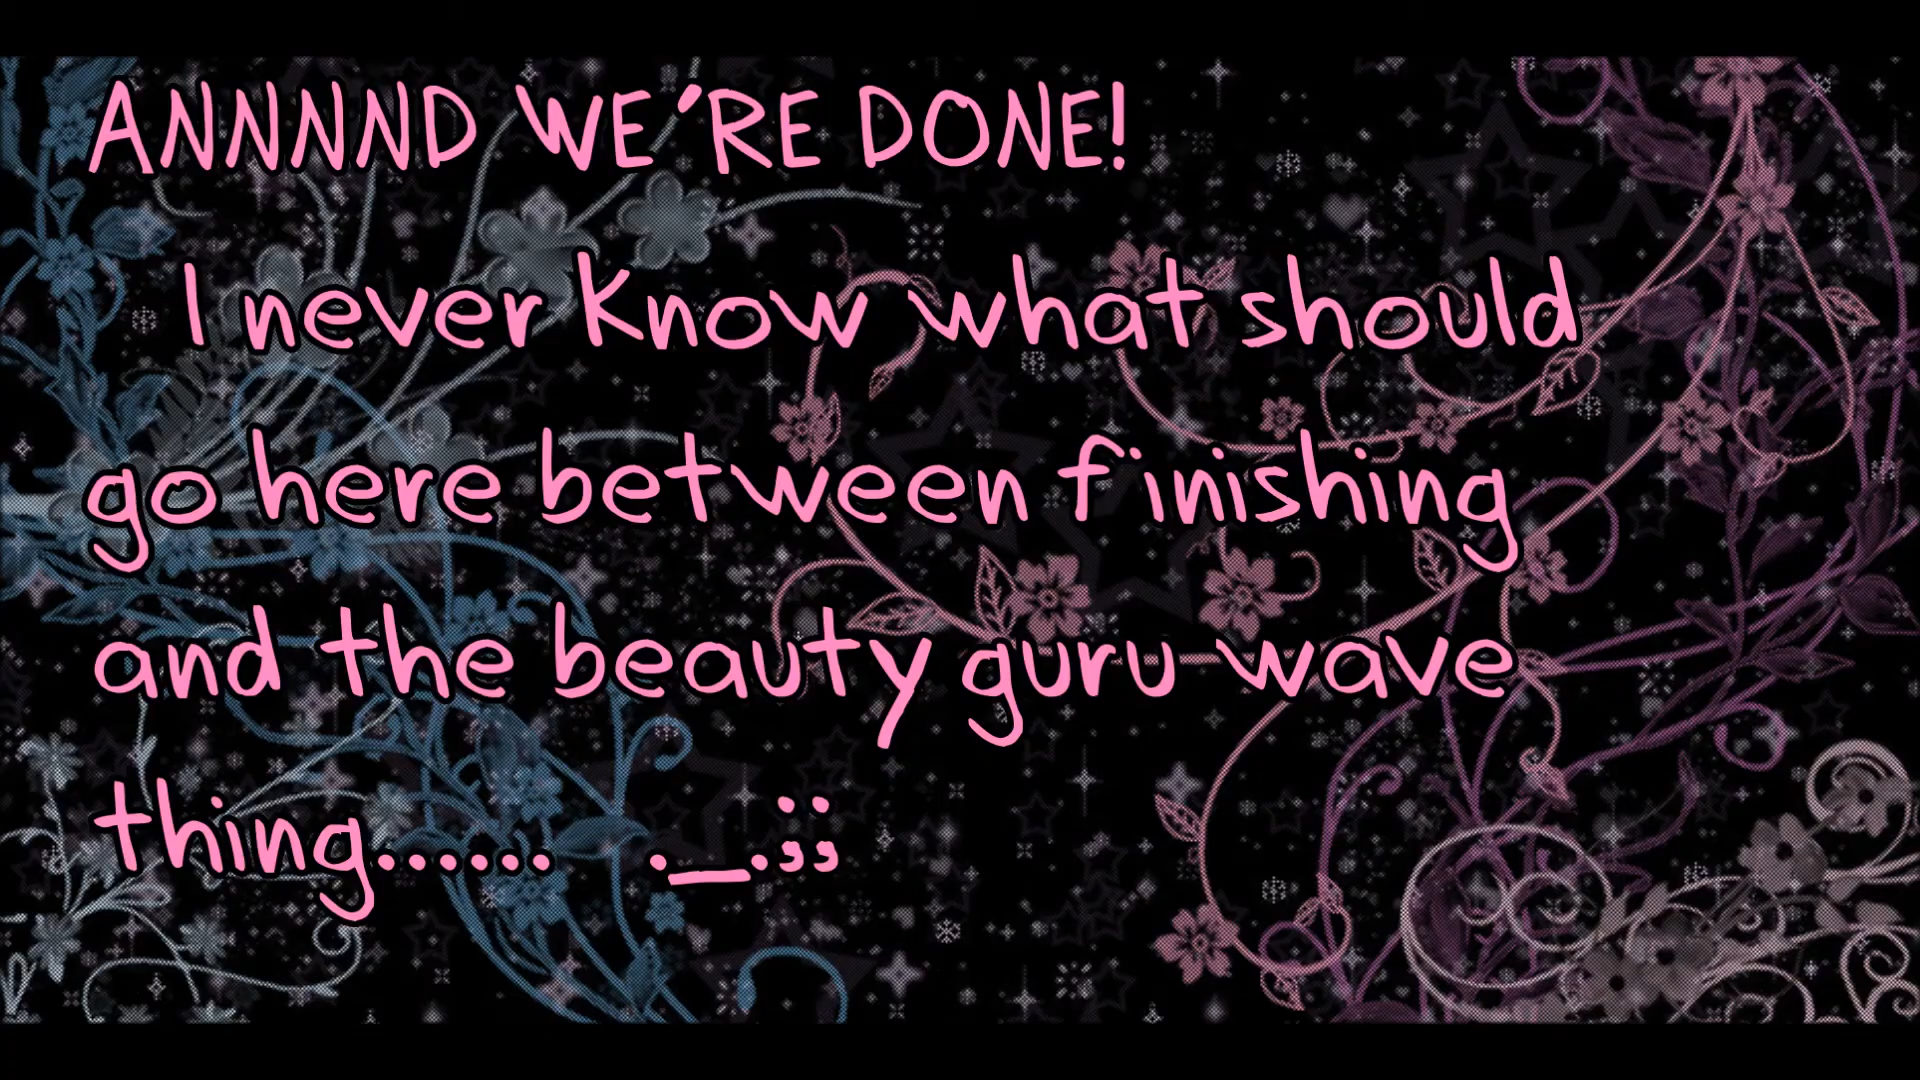 ANNNND WE'RE DONE!
I never know what should
go here between finishing
and the beauty guru wave
thing...... ._.;;